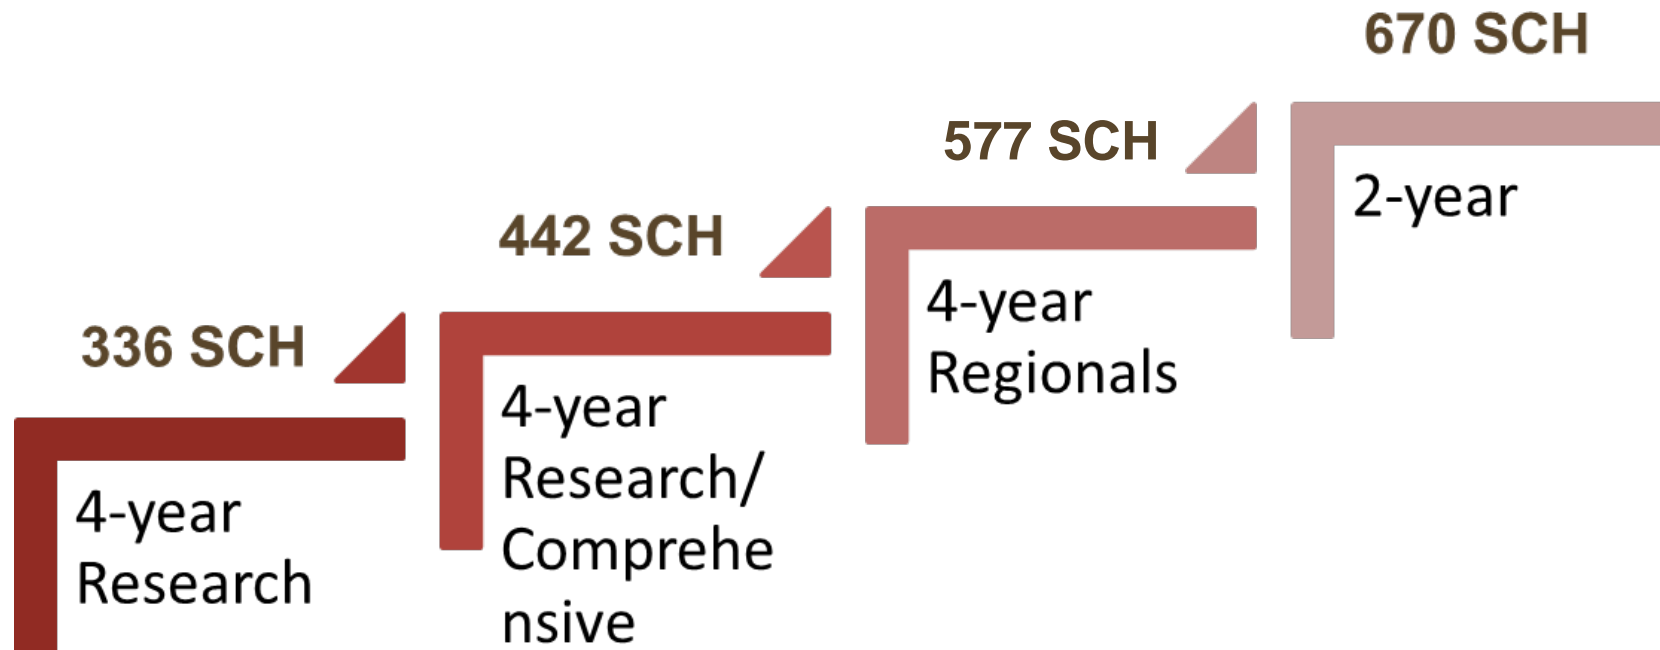 336 SCH
4-year
Research
442 SCH
4-year
Research/
Comprehe
nsive
577 SCH
4-year
Regionals
670 SCH
2-year